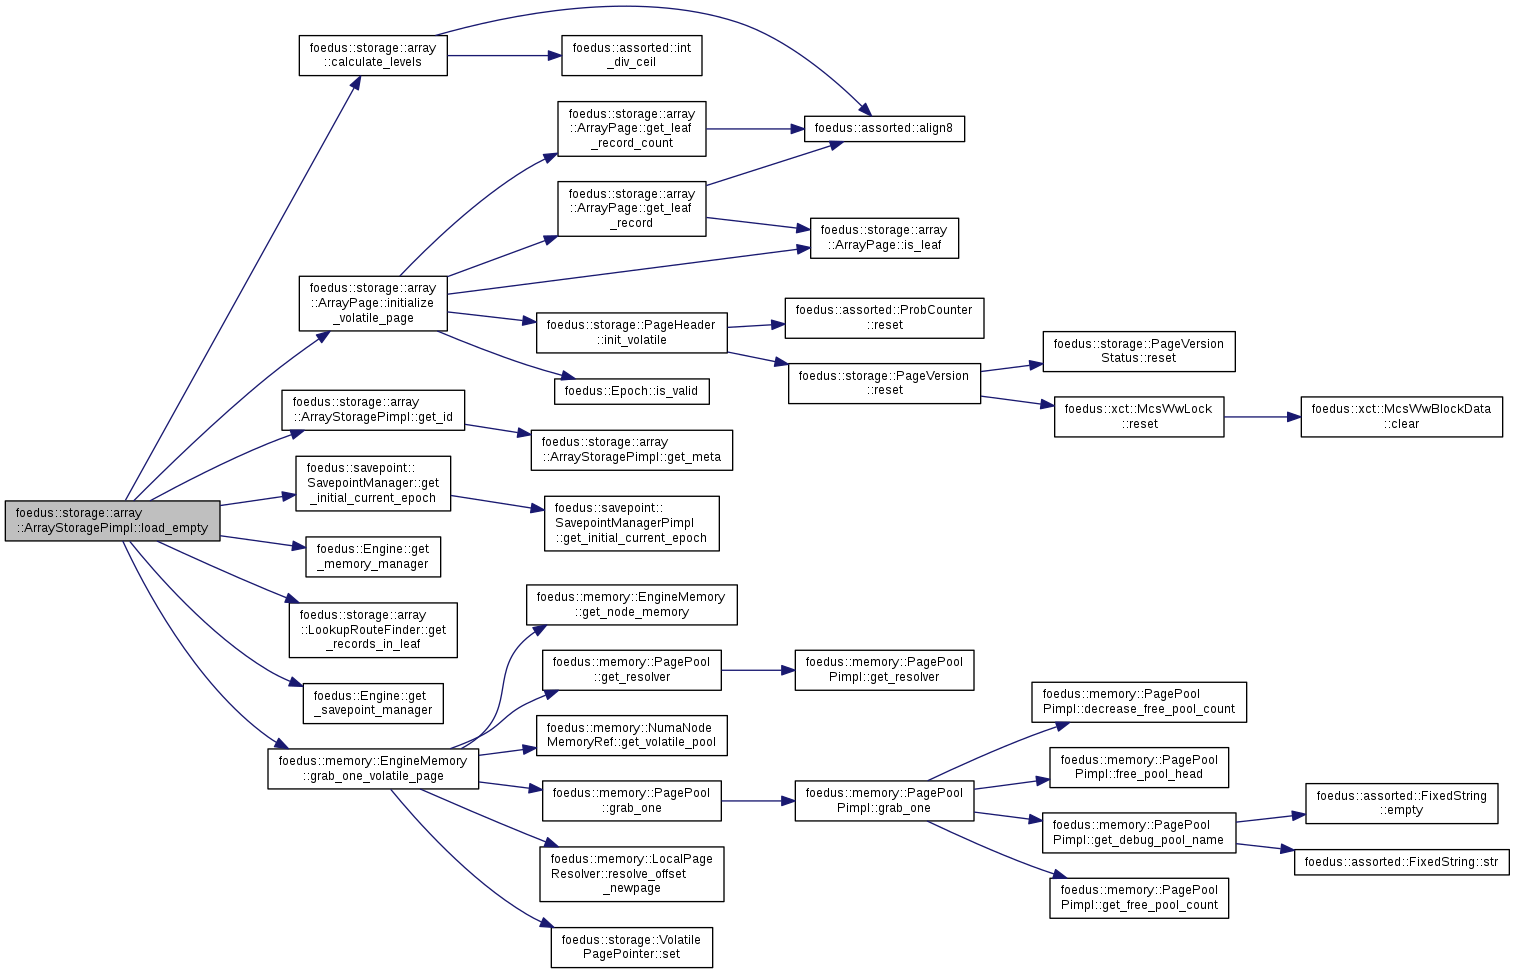 foedus::storage::array
::calculate_levels
foedus::assorted::int
_div_ceil
foedus::storage::array
::ArrayPage::get_leaf
_record_count
foedus::assorted::align8
foedus::storage::array
::ArrayPage::get_leaf
_record
foedus::storage::array
::ArrayPage::is_leaf
foedus::storage::array
::ArrayPage::initialize
_volatile_page
foedus::storage::PageHeader
::init_volatile
foedus::assorted::ProbCounter
::reset
foedus::storage::PageVersion
::reset
foedus::storage::PageVersion
Status::reset
foedus::xct::McsWwLock
::reset
foedus::xct::McsWwBlockData
::clear
foedus::Epoch::is_valid
foedus::storage::array
::ArrayStoragePimpl::get_id
foedus::storage::array
::ArrayStoragePimpl::get_meta
foedus::savepoint::
SavepointManager::get
_initial_current_epoch
foedus::savepoint::
SavepointManagerPimpl
::get_initial_current_epoch
foedus::storage::array
::ArrayStoragePimpl::load_empty
foedus::Engine::get
_memory_manager
foedus::storage::array
::LookupRouteFinder::get
_records_in_leaf
foedus::Engine::get
_savepoint_manager
foedus::memory::EngineMemory
::grab_one_volatile_page
foedus::memory::EngineMemory
::get_node_memory
foedus::memory::PagePool
::get_resolver
foedus::memory::PagePool
Pimpl::get_resolver
foedus::memory::NumaNode
MemoryRef::get_volatile_pool
foedus::memory::PagePool
::grab_one
foedus::memory::PagePool
Pimpl::grab_one
foedus::memory::PagePool
Pimpl::decrease_free_pool_count
foedus::memory::PagePool
Pimpl::free_pool_head
foedus::memory::PagePool
Pimpl::get_debug_pool_name
foedus::assorted::FixedString
::empty
foedus::assorted::FixedString::str
foedus::memory::PagePool
Pimpl::get_free_pool_count
foedus::memory::LocalPage
Resolver::resolve_offset
_newpage
foedus::storage::Volatile
PagePointer::set